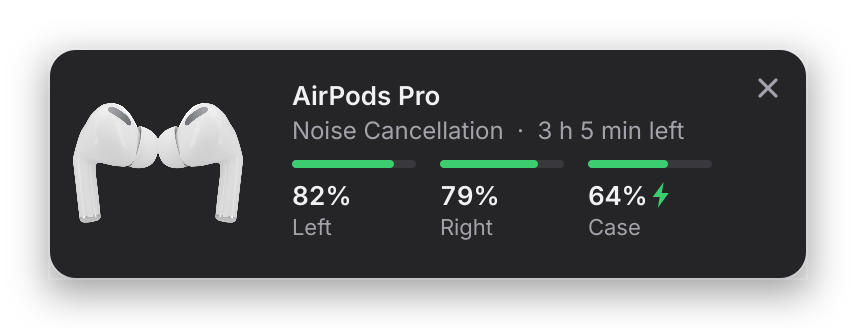 AirPods Pro
Noise Cancellation · 3 h 5 min left
82% 79% 64%
Left Right Case